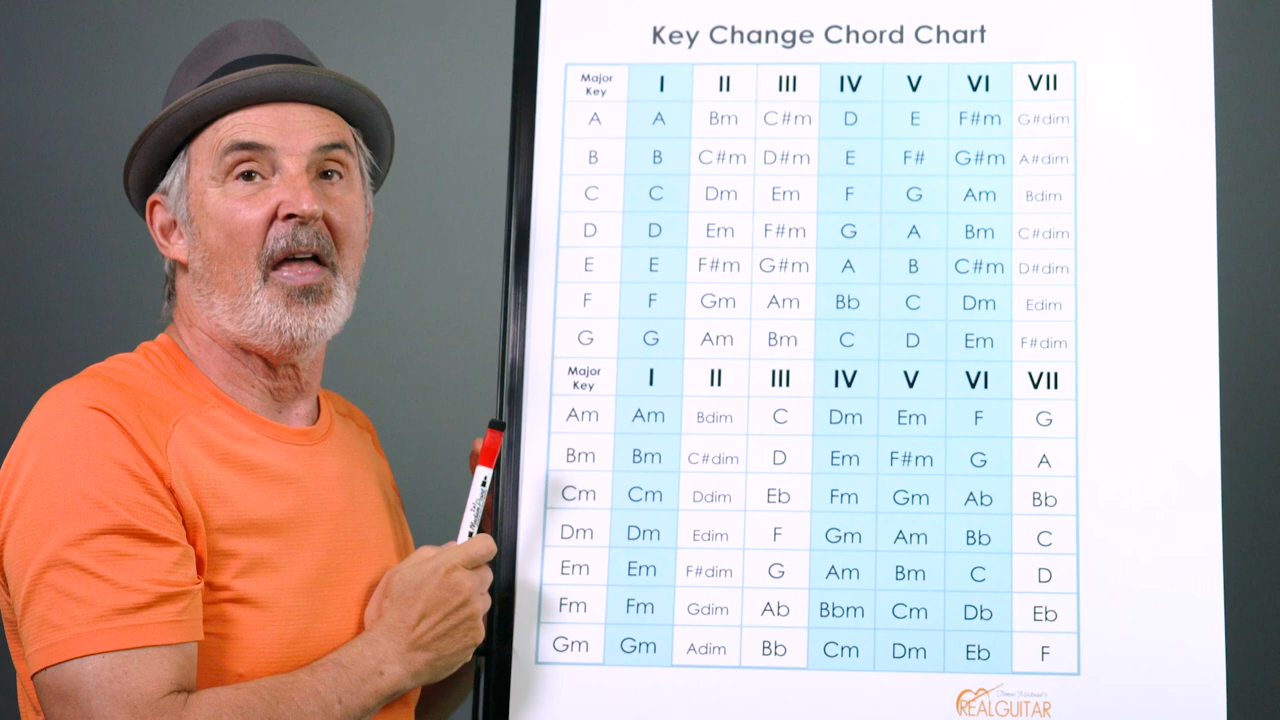 Key Change Chord Chart
Major Key I II III IV V VI VII
A A Bm C#m D E F#m G#dim
B B C#m D#m E F# G#m A#dim
C C Dm Em F G Am Bdim
D D Em F#m G A Bm C#dim
E E F#m G#m A B C#m D#dim
F F Gm Am Bb C Dm Edim
G G Am Bm C D Em F#dim
Major Key I II III IV V VI VII
Am Am Bdim C Dm Em F G
Bm Bm C#dim D Em F#m G A
Cm Cm Ddim Eb Fm Gm Ab Bb
Dm Dm Edim F Gm Am Bb C
Em Em F#dim G Am Bm C D
Fm Fm Gdim Ab Bbm Cm Db Eb
Gm Gm Adim Bb Cm Dm Eb F
REALGUITAR